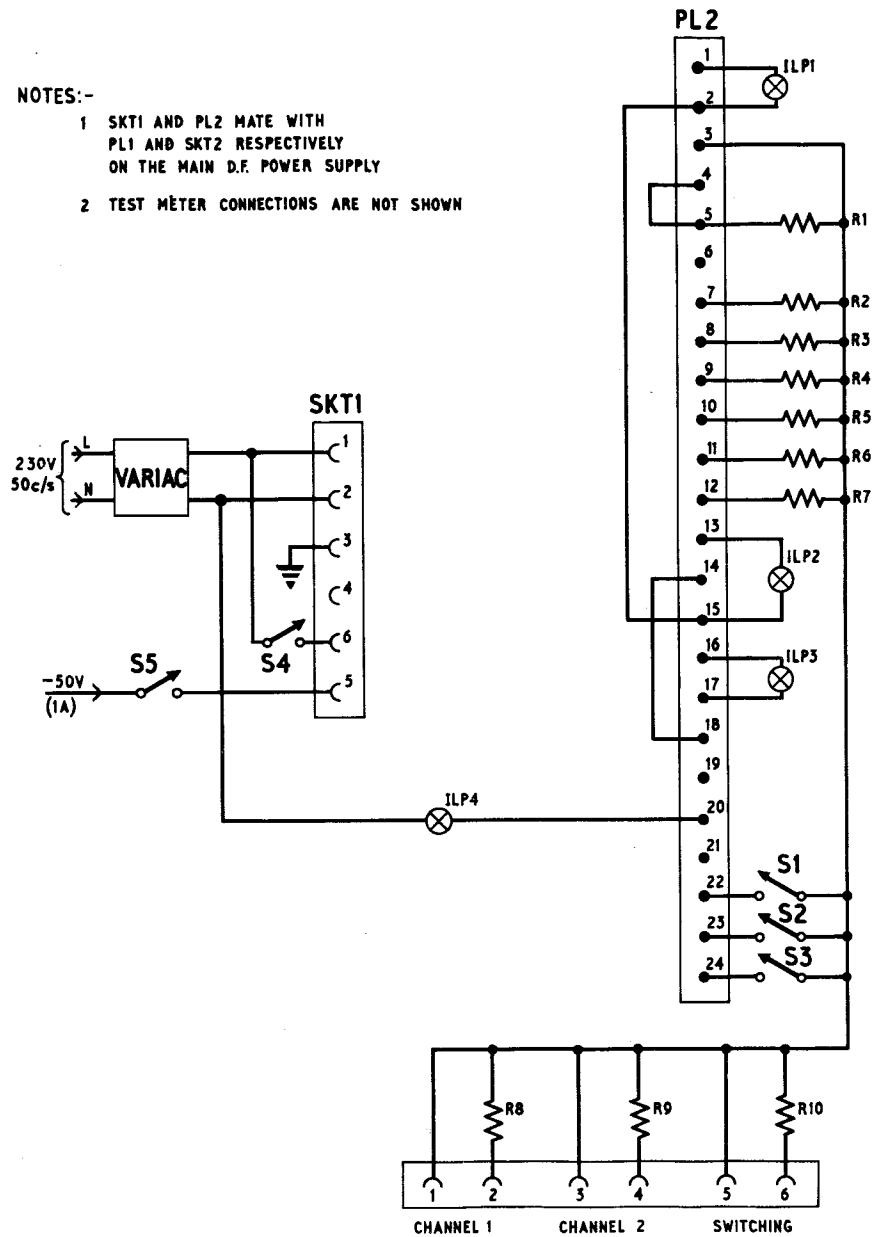 PL2
NOTES:-
1 SKT1 AND PL2 MATE WITH
PL1 AND SKT2 RESPECTIVELY
ON THE MAIN D.F. POWER SUPPLY
2 TEST METER CONNECTIONS ARE NOT SHOWN
1
ILP1
2
3
4
5
R1
6
7
R2
8
R3
9
R4
10
R5
11
R6
12
R7
13
ILP2
14
15
16
ILP3
17
18
19
20
21
22
S1
23
S2
24
S3
SKT1
230V
50c/s
L
N
VARIAC
1
2
3
4
6
S4
5
-50V
(1A)
S5
ILP4
R8
R9
R10
1
2
3
4
5
6
CHANNEL 1
CHANNEL 2
SWITCHING